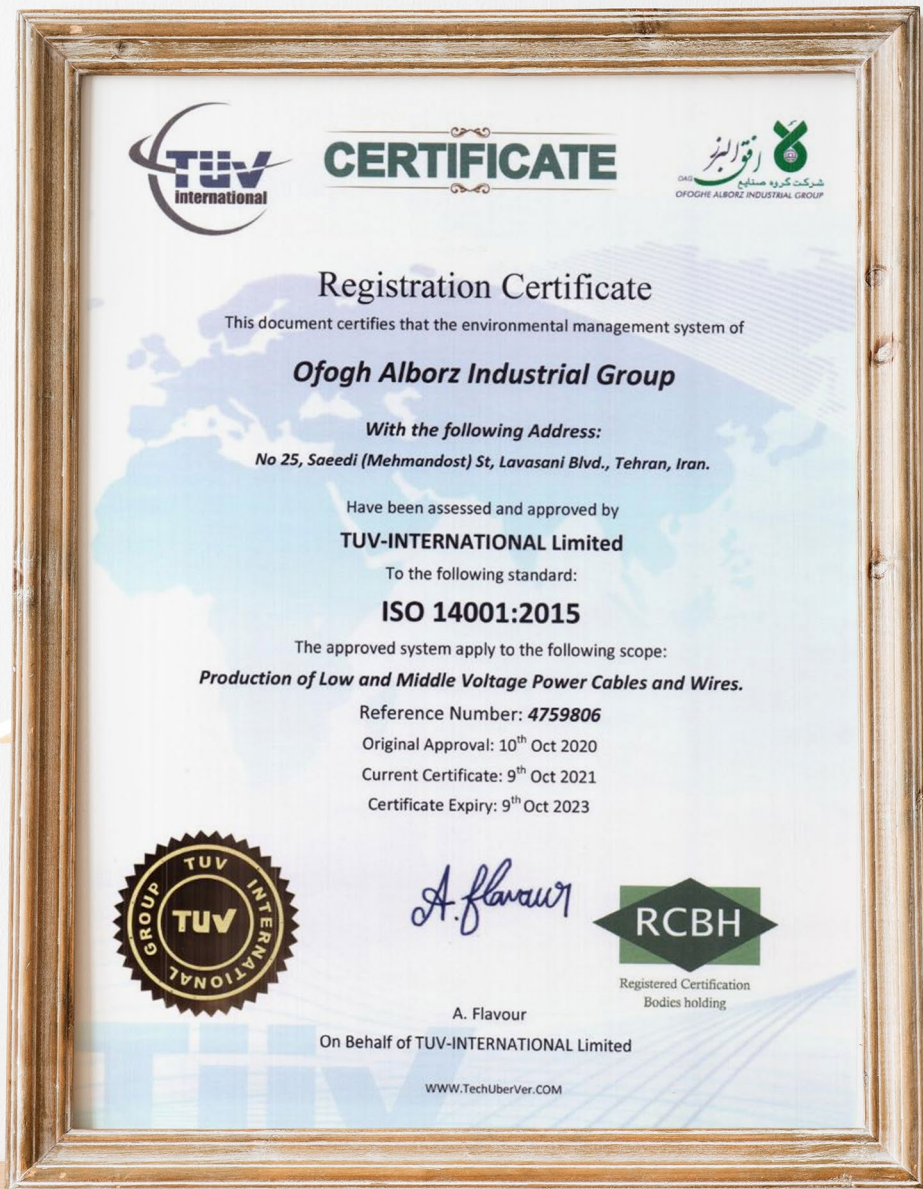 TÜV
international
CERTIFICATE
افق البرز
OAG
شرکت گروه صنایع
OFOGHE ALBORZ INDUSTRIAL GROUP
Registration Certificate
This document certifies that the environmental management system of
Ofogh Alborz Industrial Group
With the following Address:
No 25, Saeedi (Mehmandost) St, Lavasani Blvd., Tehran, Iran.
Have been assessed and approved by
TUV-INTERNATIONAL Limited
To the following standard:
ISO 14001:2015
The approved system apply to the following scope:
Production of Low and Middle Voltage Power Cables and Wires.
Reference Number: 4759806
Original Approval: 10th Oct 2020
Current Certificate: 9th Oct 2021
Certificate Expiry: 9th Oct 2023
TUV INTERNATIONAL GROUP
TUV
A. flavour
RCBH
Registered Certification
Bodies holding
A. Flavour
On Behalf of TUV-INTERNATIONAL Limited
WWW.TechUberVer.COM
TÜV